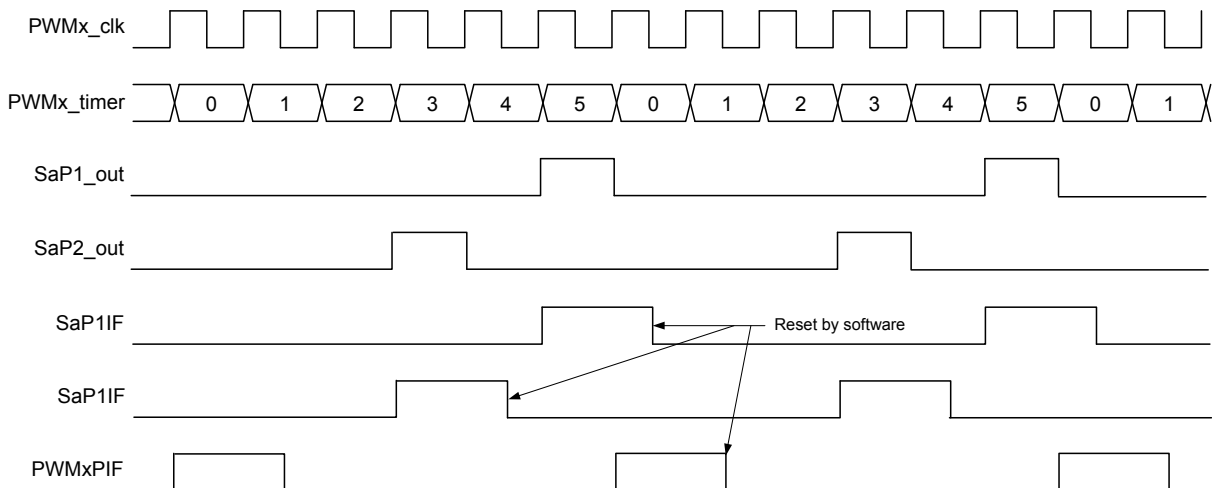 PWMx_clk
PWMx_timer 0 1 2 3 4 5 0 1 2 3 4 5 0 1
SaP1_out
SaP2_out
SaP1IF
Reset by software
SaP1IF
PWMxPIF